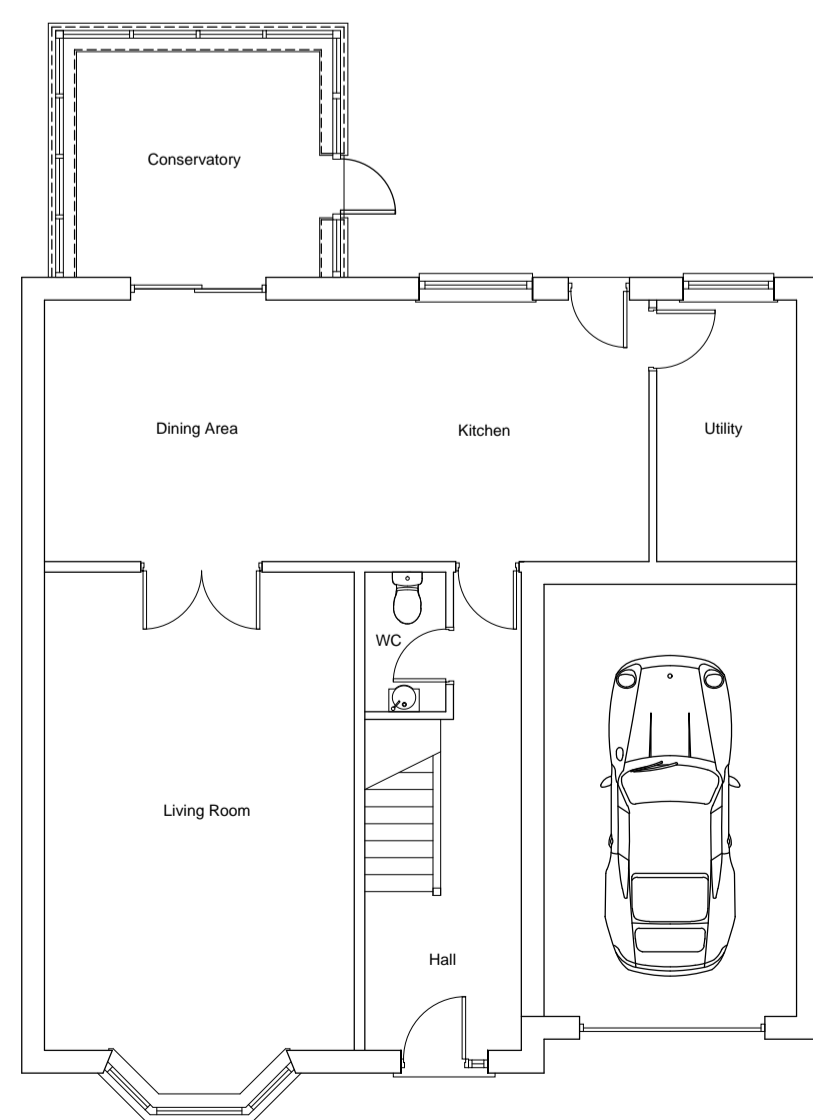 Conservatory
Dining Area
Kitchen
Utility
WC
Living Room
Hall